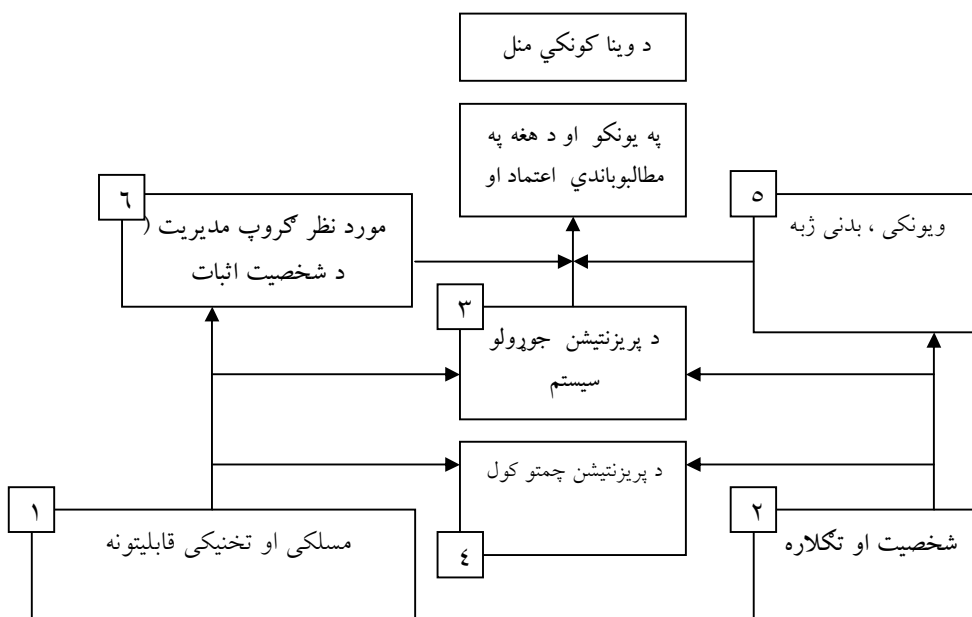 د وینا کونکي منل
په یونکو او د هغه په
مطالبوباندي اعتماد او
٦
مورد نظر ګروپ مدیریت (
د شخصیت اثبات
٥
ویونکی ، بدنی ژبه
٣
د پریزنتیشن جوړولو
سیستم
د پریزنتیشن چمتو کول
٤
١
مسلکی او تخنیکی قابلیتونه
٢
شخصیت او تګلاره